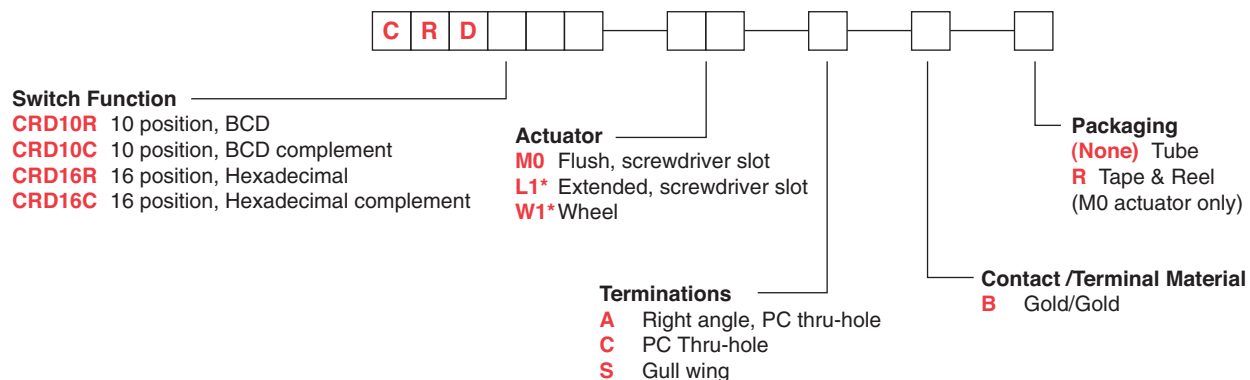 C R D
Switch Function
CRD10R 10 position, BCD
CRD10C 10 position, BCD complement
CRD16R 16 position, Hexadecimal
CRD16C 16 position, Hexadecimal complement
Actuator
M0 Flush, screwdriver slot
L1* Extended, screwdriver slot
W1* Wheel
Terminations
A Right angle, PC thru-hole
C PC Thru-hole
S Gull wing
Packaging
(None) Tube
R Tape & Reel
(M0 actuator only)
Contact /Terminal Material
B Gold/Gold